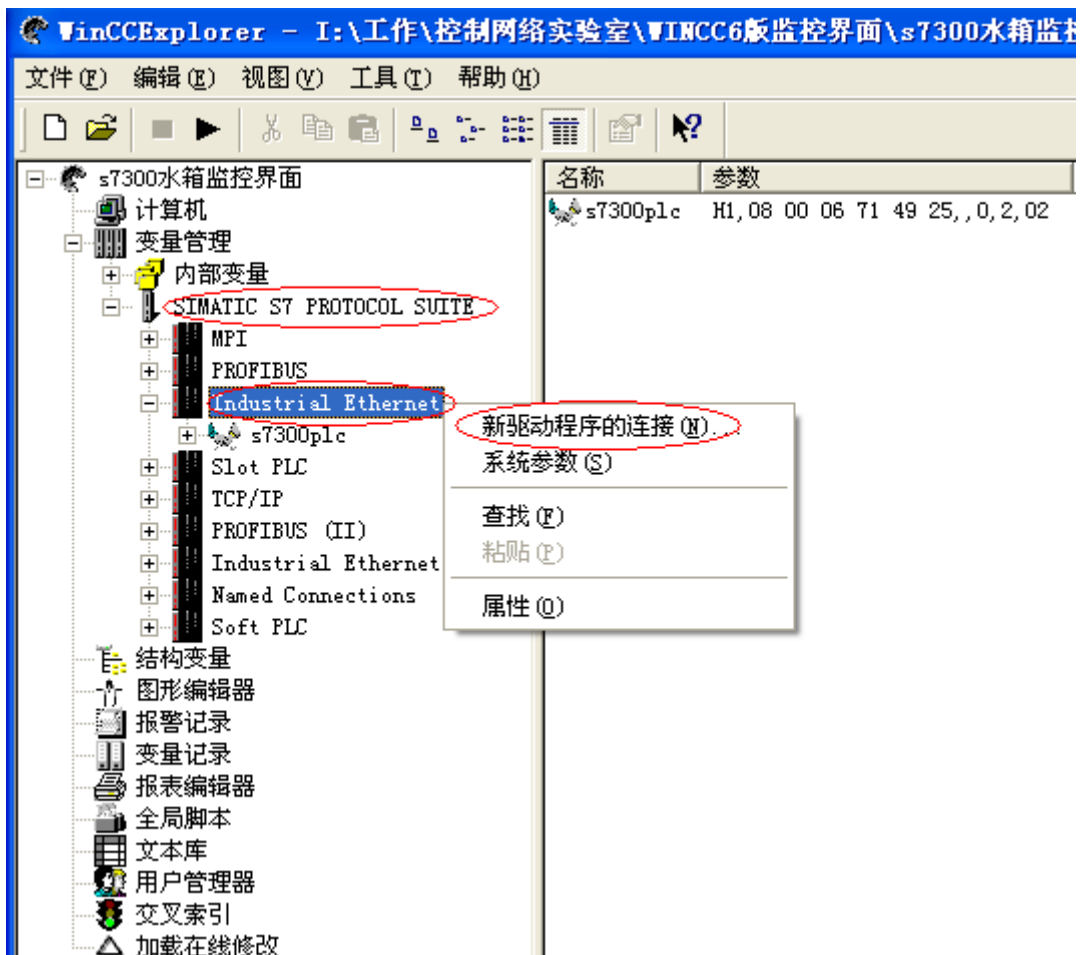 WinCCExplorer - I:\工作\控制网络实验室\WINCC6版监控界面\s7300水箱监控
文件(F) 编辑(E) 视图(V) 工具(T) 帮助(H)
名称 参数
s7300plc H1,08 00 06 71 49 25,,0,2,02
s7300水箱监控界面
计算机
变量管理
内部变量
SIMATIC S7 PROTOCOL SUITE
MPI
PROFIBUS
Industrial Ethernet
s7300plc
Slot PLC
TCP/IP
PROFIBUS (II)
Industrial Ethernet
Named Connections
Soft PLC
结构变量
图形编辑器
报警记录
变量记录
报表编辑器
全局脚本
文本库
用户管理器
交叉索引
加载在线修改
新驱动程序的连接(N)...
系统参数(S)
查找(F)
粘贴(P)
属性(O)